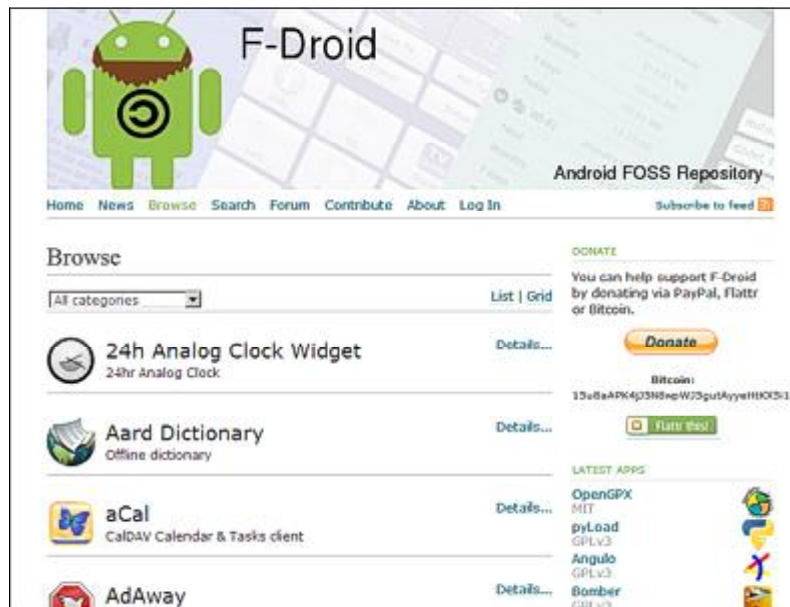 F-Droid
Android FOSS Repository
Home News Browse Search Forum Contribute About Log In
Subscribe to feed
Browse
All categories
List | Grid
24h Analog Clock Widget
24hr Analog Clock
Details...
Aard Dictionary
Offline dictionary
Details...
aCal
CalDAV Calendar & Tasks client
Details...
AdAway
Details...
DONATE
You can help support F-Droid
by donating via PayPal, Flattr
or Bitcoin.
Donate
Bitcoin:
Flattr this!
LATEST APPS
OpenGPX
MIT
pyLoad
GPLv3
Angulo
GPLv3
Bomber
GPLv3